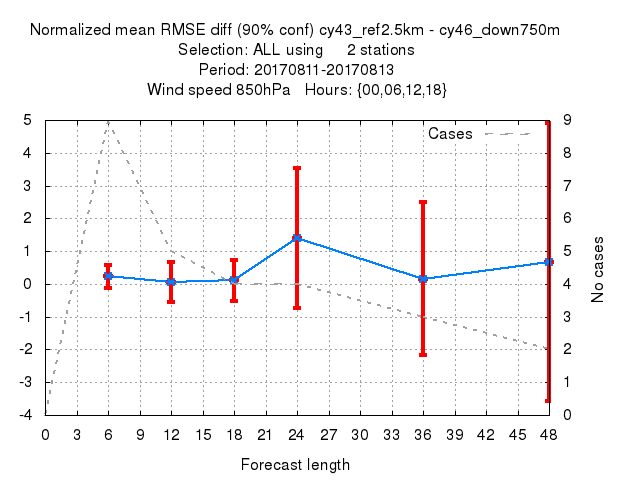 Normalized mean RMSE diff (90% conf) cy43_ref2.5km - cy46_down750m
Selection: ALL using 2 stations
Period: 20170811-20170813
Wind speed 850hPa Hours: {00,06,12,18}
Cases
5
4
3
2
1
0
-1
-2
-3
-4
9
8
7
6
5
4
3
2
1
0
No cases
0 3 6 9 12 15 18 21 24 27 30 33 36 39 42 45 48
Forecast length